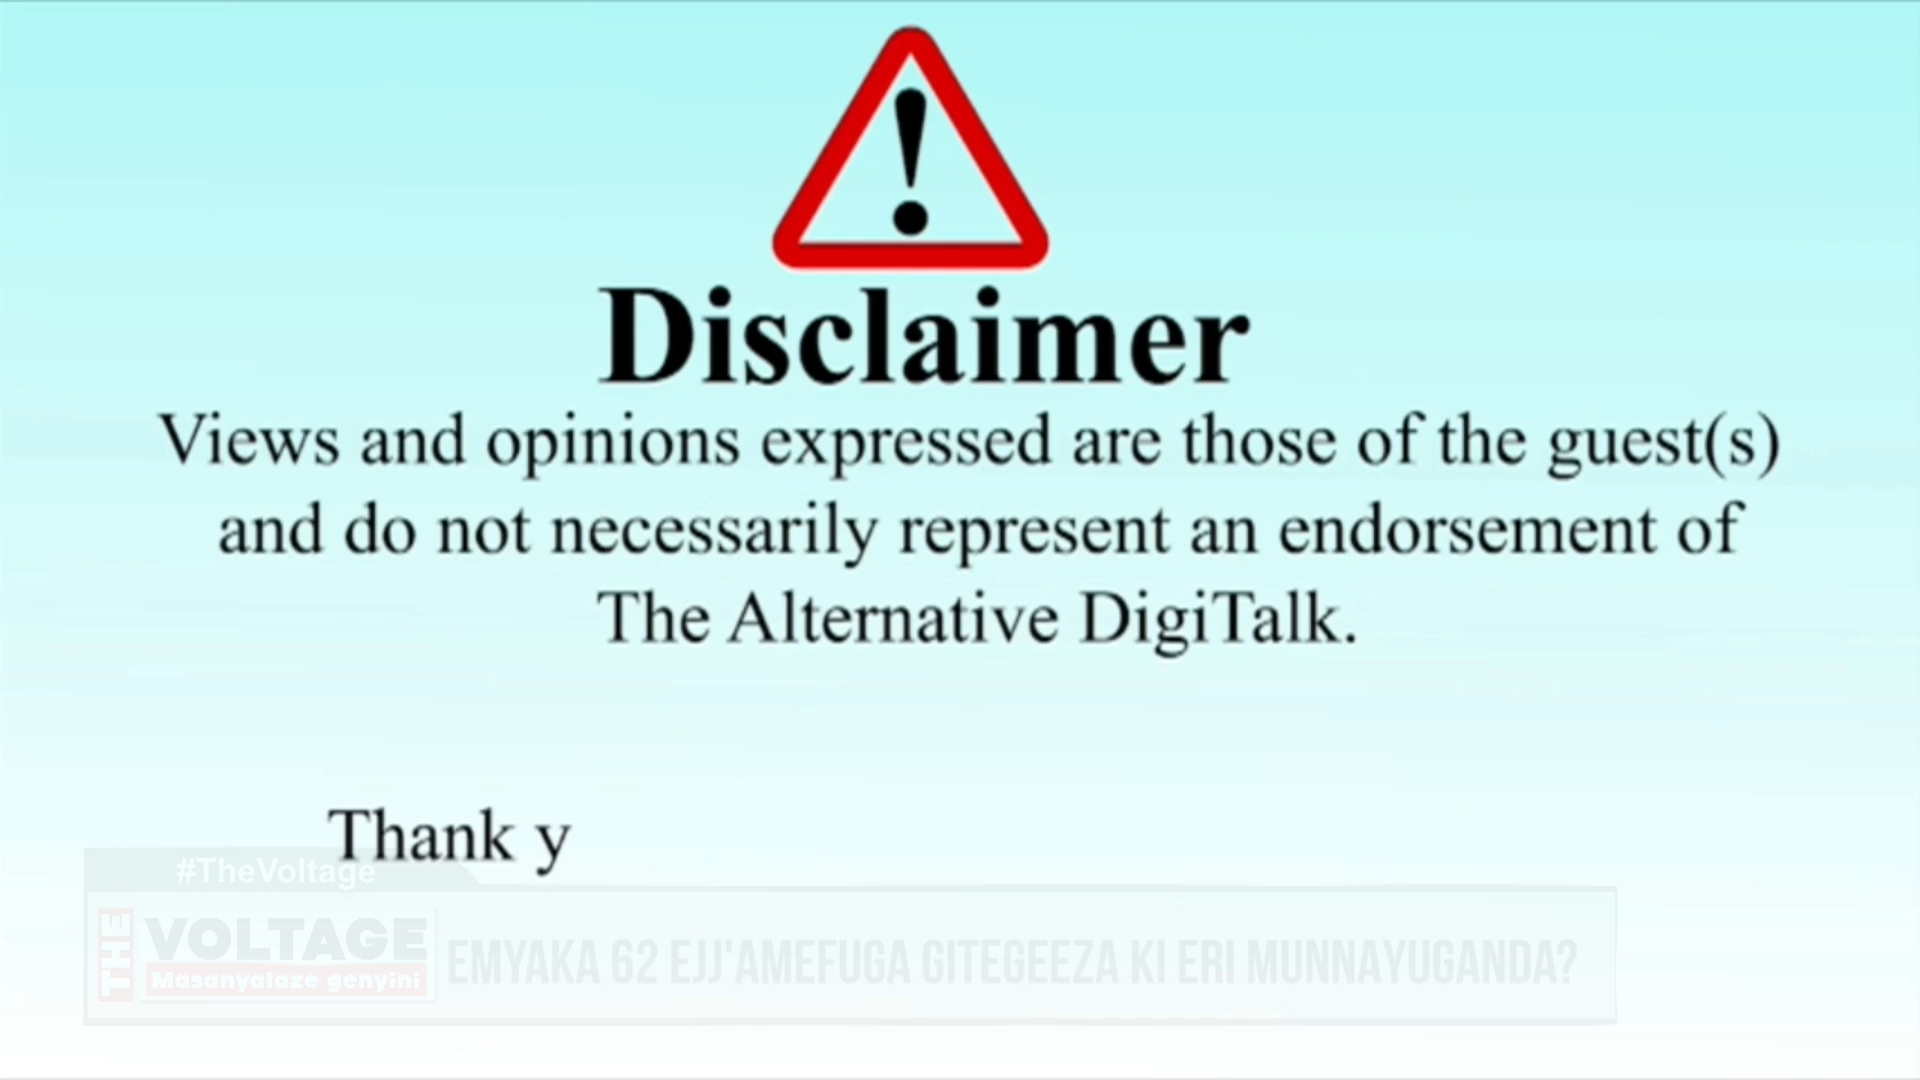 Disclaimer
Views and opinions expressed are those of the guest(s)
and do not necessarily represent an endorsement of
The Alternative DigiTalk.
Thank y
#TheVoltage
THE
VOLTAGE
Masanyalaze genyini
EMYAKA 62 EJJ'AMEFUGA GITEGEEZA KI ERI MUNNAYUGANDA?